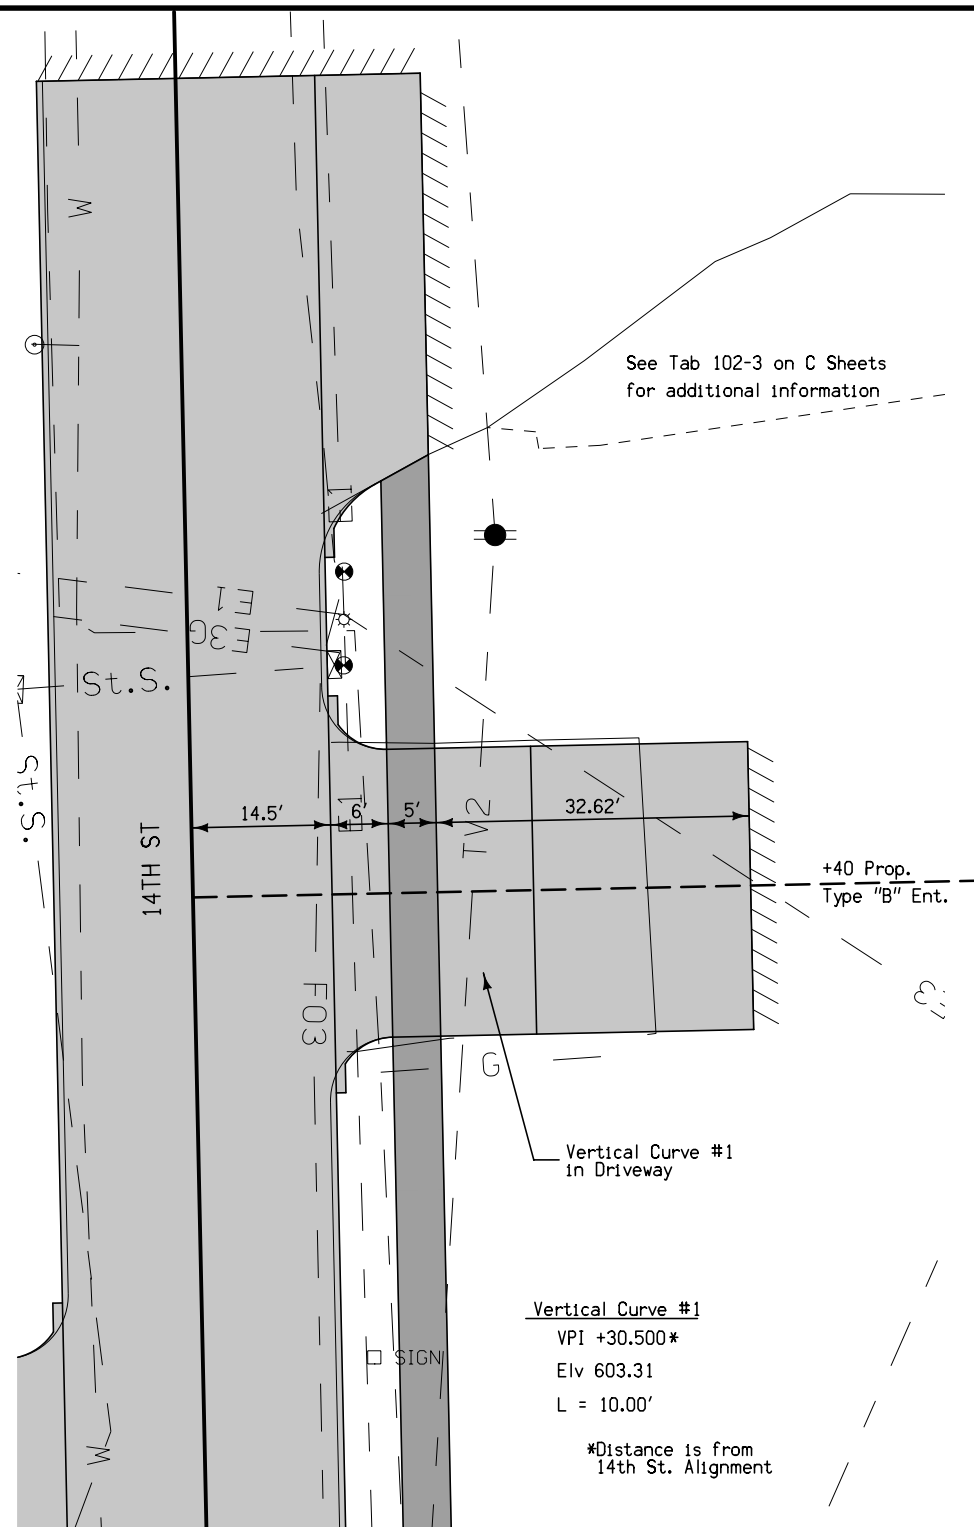 See Tab 102-3 on C Sheets
for additional information
W
E1
E3G
St.S.
St.S.
14TH ST
14.5'
6'
5'
32.62'
TV2
+40 Prop.
Type "B" Ent.
F03
G
Vertical Curve #1
in Driveway
Vertical Curve #1
VPI +30.500*
Elv 603.31
L = 10.00'
SIGN
W
*Distance is from
14th St. Alignment